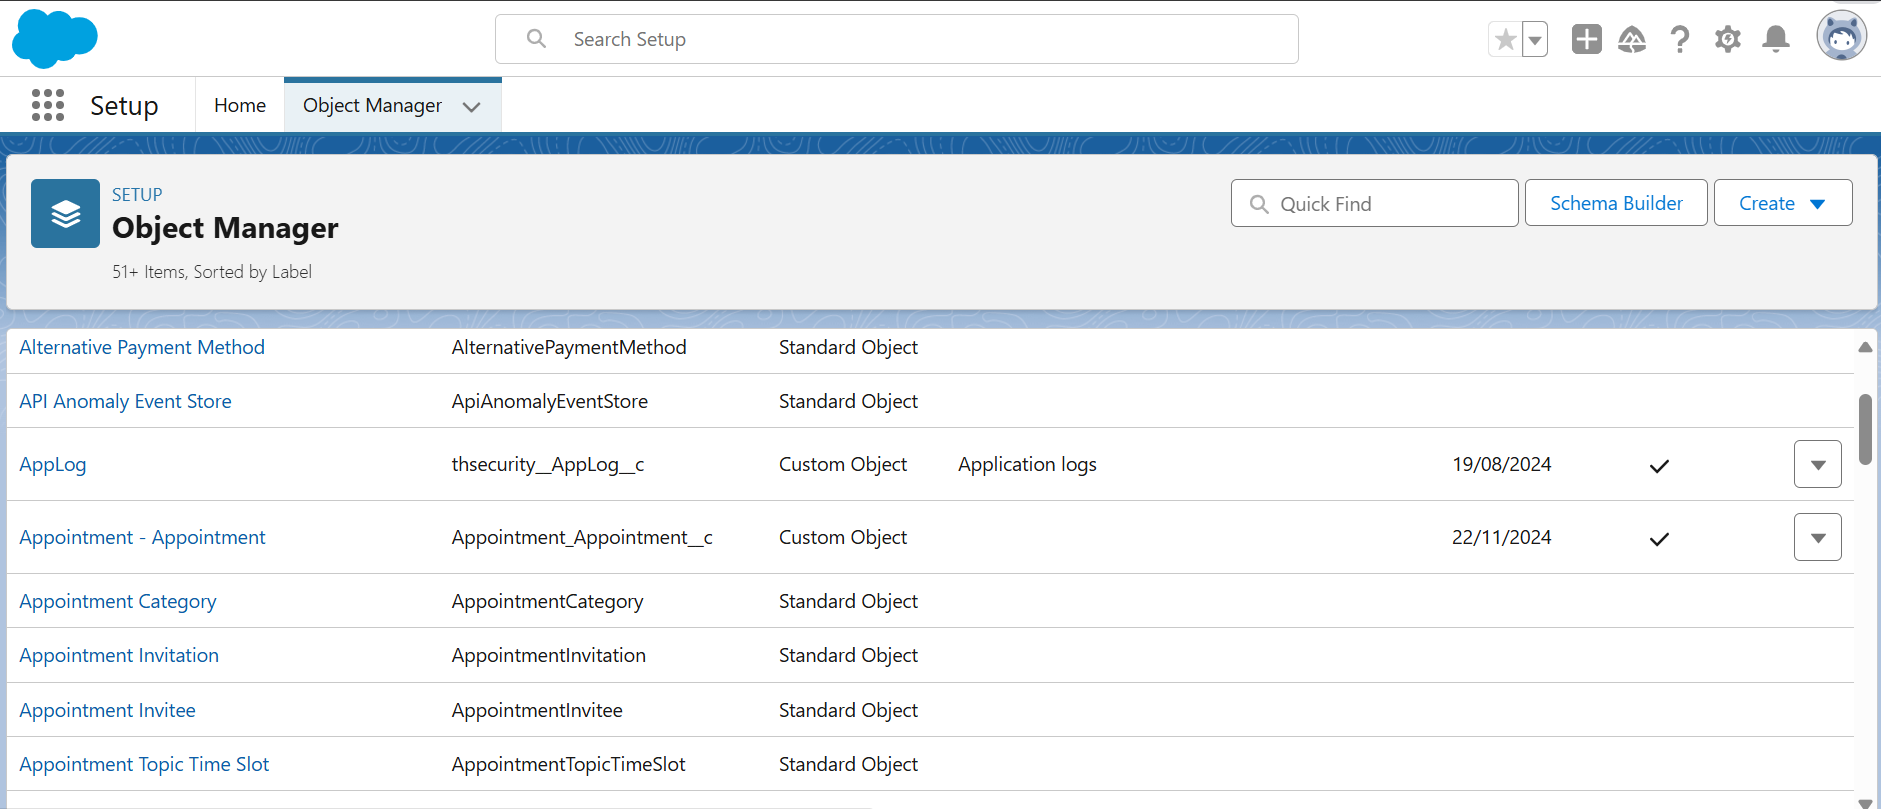 Search Setup
Setup
Home
Object Manager
SETUP
Object Manager
51+ Items, Sorted by Label
Quick Find
Schema Builder
Create
Alternative Payment Method AlternativePaymentMethod Standard Object
API Anomaly Event Store ApiAnomalyEventStore Standard Object
AppLog thsecurity__AppLog__c Custom Object Application logs 19/08/2024
Appointment - Appointment Appointment_Appointment__c Custom Object 22/11/2024
Appointment Category AppointmentCategory Standard Object
Appointment Invitation AppointmentInvitation Standard Object
Appointment Invitee AppointmentInvitee Standard Object
Appointment Topic Time Slot AppointmentTopicTimeSlot Standard Object